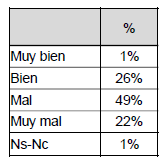 %
Muy bien 1%
Bien 26%
Mal 49%
Muy mal 22%
Ns-Nc 1%